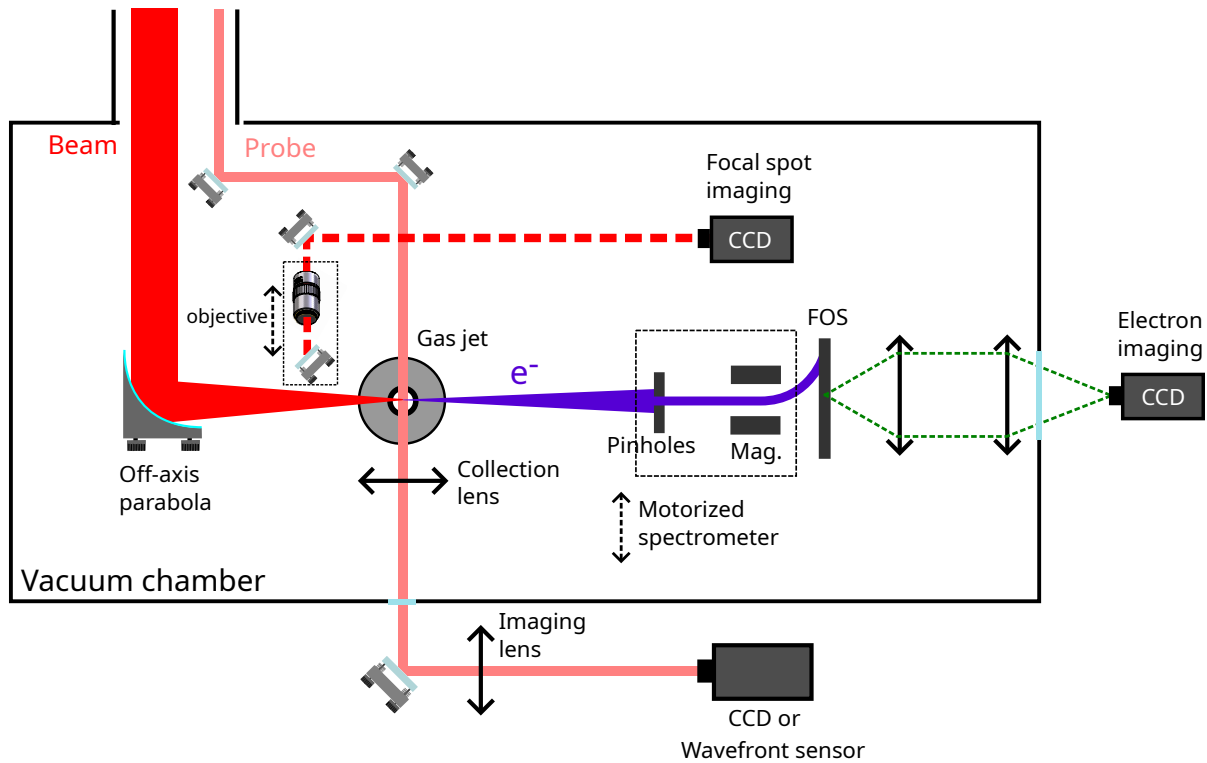 Beam
Probe
Focal spot
imaging
CCD
objective
Gas jet
FOS
Electron
imaging
CCD
e-
Pinholes
Mag.
Off-axis
parabola
Collection
lens
Motorized
spectrometer
Vacuum chamber
Imaging
lens
CCD or
Wavefront sensor